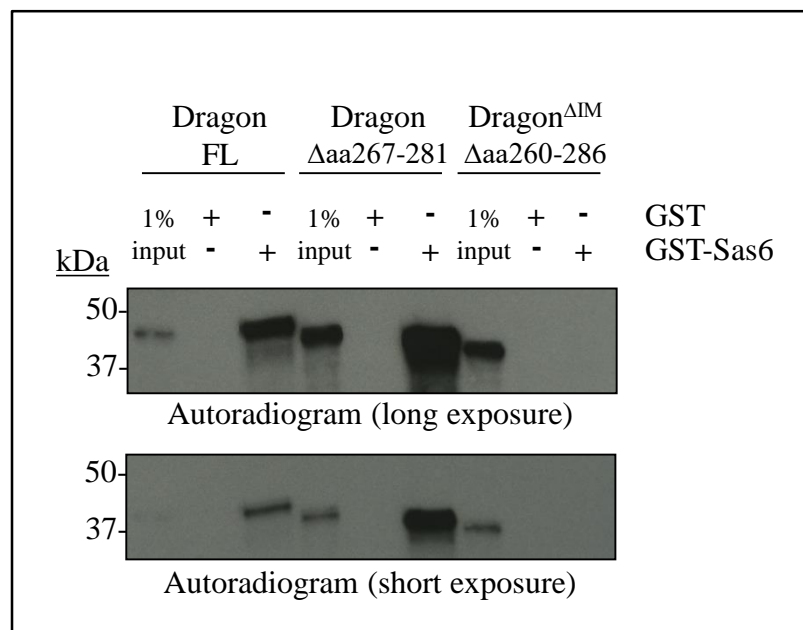 Dragon Dragon Dragon^ΔIM
FL Δaa267-281 Δaa260-286
1% + - 1% + - 1% + - GST
input - + input - + input - + GST-Sas6
kDa
50-
37-
Autoradiogram (long exposure)
50-
37-
Autoradiogram (short exposure)